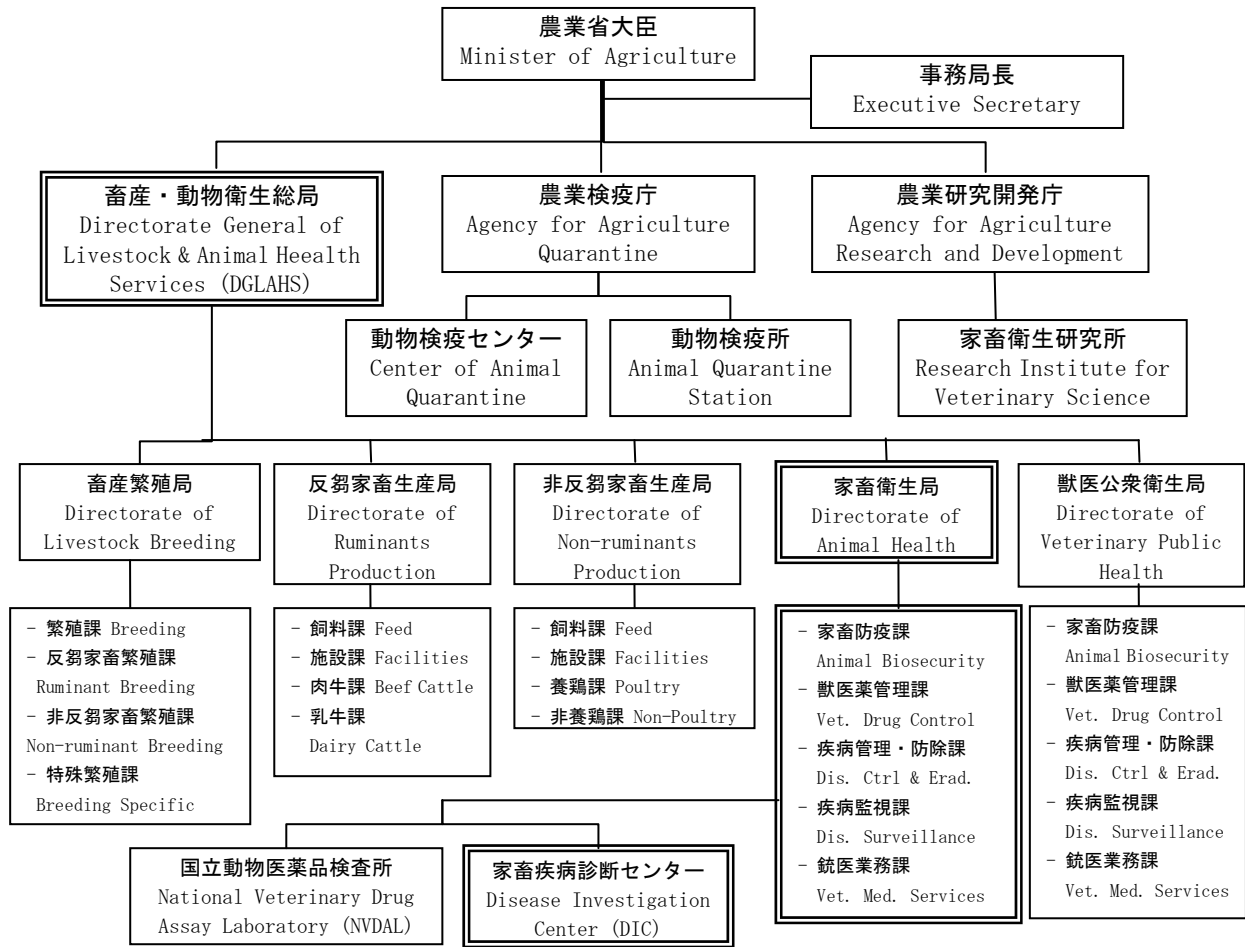 農業省大臣
Minister of Agriculture
事務局長
Executive Secretary
畜産・動物衛生総局
Directorate General of
Livestock & Animal Heealth
Services (DGLAHS)
農業検疫庁
Agency for Agriculture
Quarantine
農業研究開発庁
Agency for Agriculture
Research and Development
動物検疫センター
Center of Animal
Quarantine
動物検疫所
Animal Quarantine
Station
家畜衛生研究所
Research Institute for
Veterinary Science
畜産繁殖局
Directorate of
Livestock Breeding
反芻家畜生産局
Directorate of
Ruminants
Production
非反芻家畜生産局
Directorate of
Non-ruminants
Production
家畜衛生局
Directorate of
Animal Health
獣医公衆衛生局
Directorate of
Veterinary Public
Health
- 繁殖課 Breeding
- 反芻家畜繁殖課
Ruminant Breeding
- 非反芻家畜繁殖課
Non-ruminant Breeding
- 特殊繁殖課
Breeding Specific
- 飼料課 Feed
- 施設課 Facilities
- 肉牛課 Beef Cattle
- 乳牛課
Dairy Cattle
- 飼料課 Feed
- 施設課 Facilities
- 養鶏課 Poultry
- 非養鶏課 Non-Poultry
- 家畜防疫課
Animal Biosecurity
- 獣医薬管理課
Vet. Drug Control
- 疾病管理・防除課
Dis. Ctrl & Erad.
- 疾病監視課
Dis. Surveillance
- 銃医業務課
Vet. Med. Services
- 家畜防疫課
Animal Biosecurity
- 獣医薬管理課
Vet. Drug Control
- 疾病管理・防除課
Dis. Ctrl & Erad.
- 疾病監視課
Dis. Surveillance
- 銃医業務課
Vet. Med. Services
国立動物医薬品検査所
National Veterinary Drug
Assay Laboratory (NVDAL)
家畜疾病診断センター
Disease Investigation
Center (DIC)